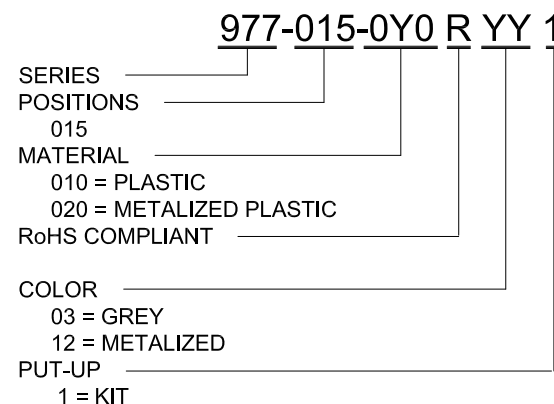 977-015-0Y0 R YY 1
SERIES
POSITIONS
015
MATERIAL
010 = PLASTIC
020 = METALIZED PLASTIC
RoHS COMPLIANT
COLOR
03 = GREY
12 = METALIZED
PUT-UP
1 = KIT